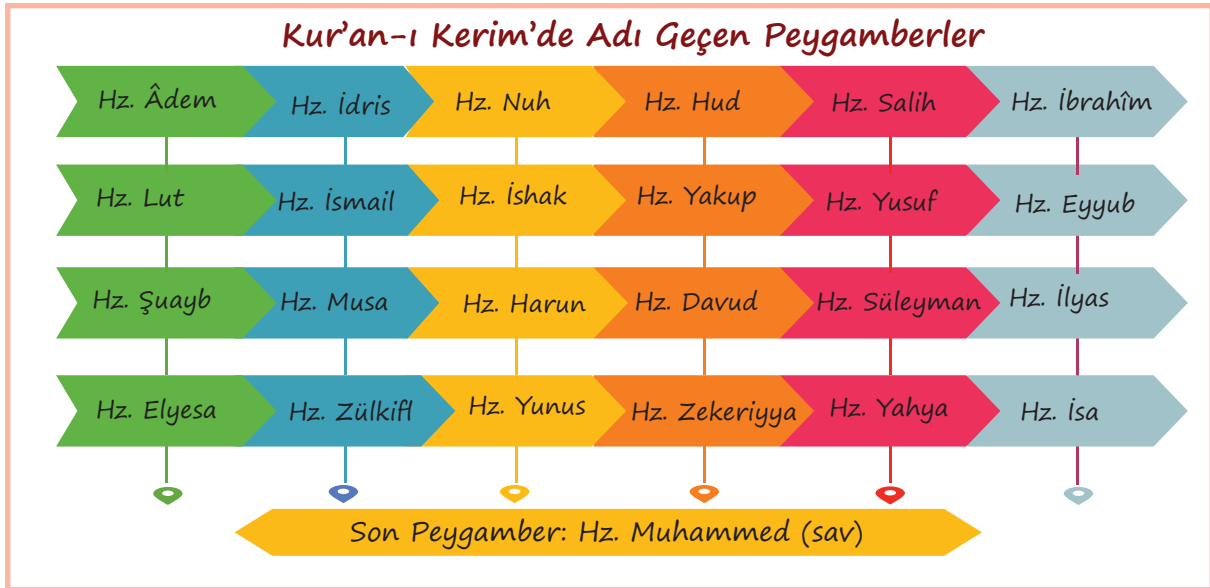 Kur'an-ı Kerim'de Adı Geçen Peygamberler
Hz. Âdem Hz. İdris Hz. Nuh Hz. Hud Hz. Salih Hz. İbrahîm
Hz. Lut Hz. İsmail Hz. İshak Hz. Yakup Hz. Yusuf Hz. Eyyub
Hz. Şuayb Hz. Musa Hz. Harun Hz. Davud Hz. Süleyman Hz. İlyas
Hz. Elyesa Hz. Zülkifl Hz. Yunus Hz. Zekeriyya Hz. Yahya Hz. İsa
Son Peygamber: Hz. Muhammed (sav)